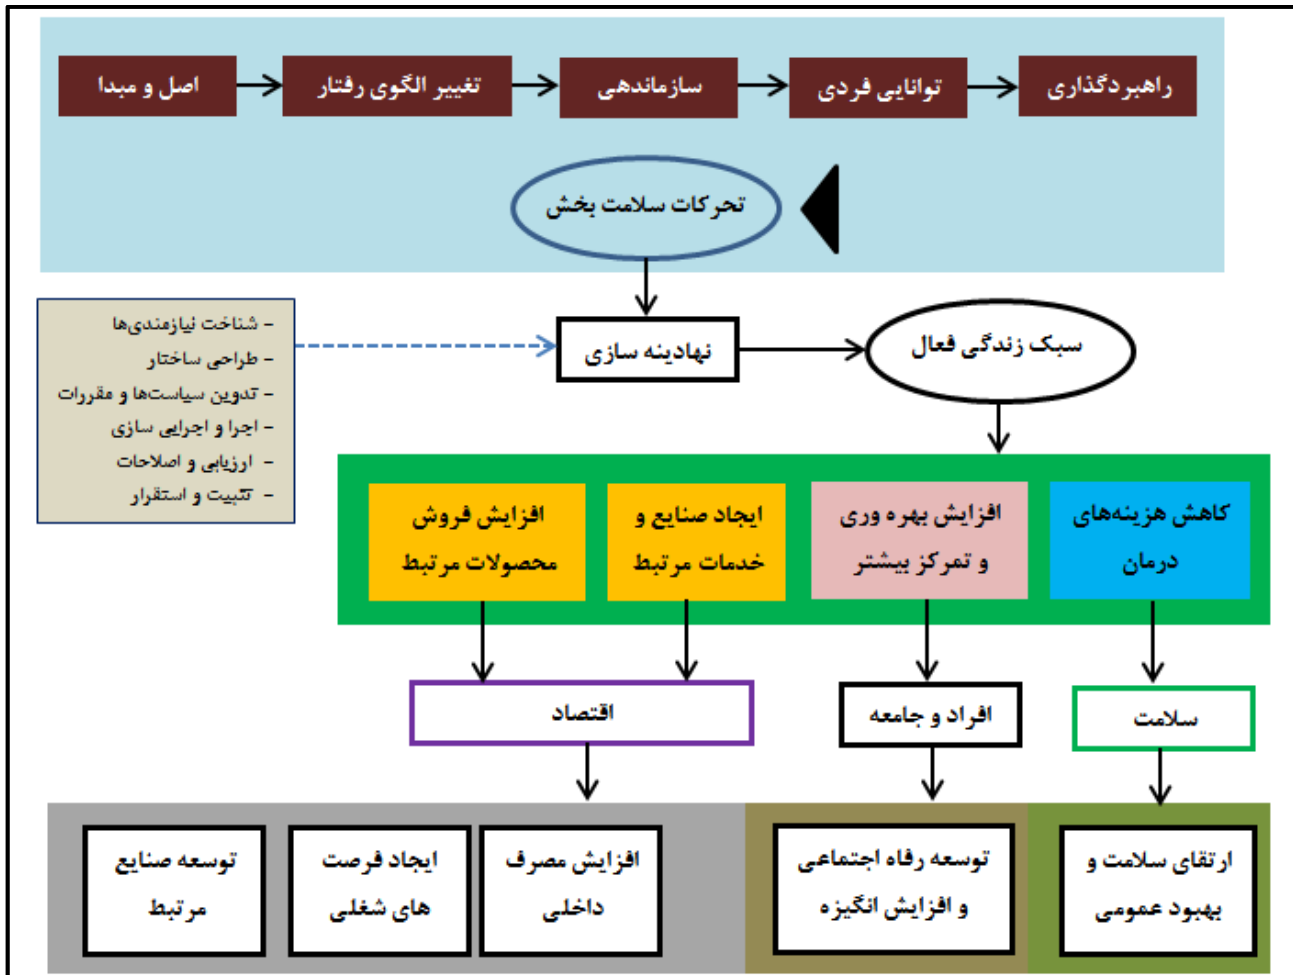 اصل و مبدا
تغییر الگوی رفتار
سازماندهی
توانایی فردی
راهبردگذاری
تحرکات سلامت بخش
- شناخت نیازمندی‌ها
- طراحی ساختار
- تدوین سیاست‌ها و مقررات
- اجرا و اجرایی سازی
- ارزیابی و اصلاحات
- تثبیت و استقرار
نهادینه سازی
سبک زندگی فعال
کاهش هزینه‌های
درمان
افزایش بهره وری
و تمرکز بیشتر
ایجاد صنایع و
خدمات مرتبط
افزایش فروش
محصولات مرتبط
سلامت
افراد و جامعه
اقتصاد
ارتقای سلامت و
بهبود عمومی
توسعه رفاه اجتماعی
و افزایش انگیزه
افزایش مصرف
داخلی
ایجاد فرصت
های شغلی
توسعه صنایع
مرتبط